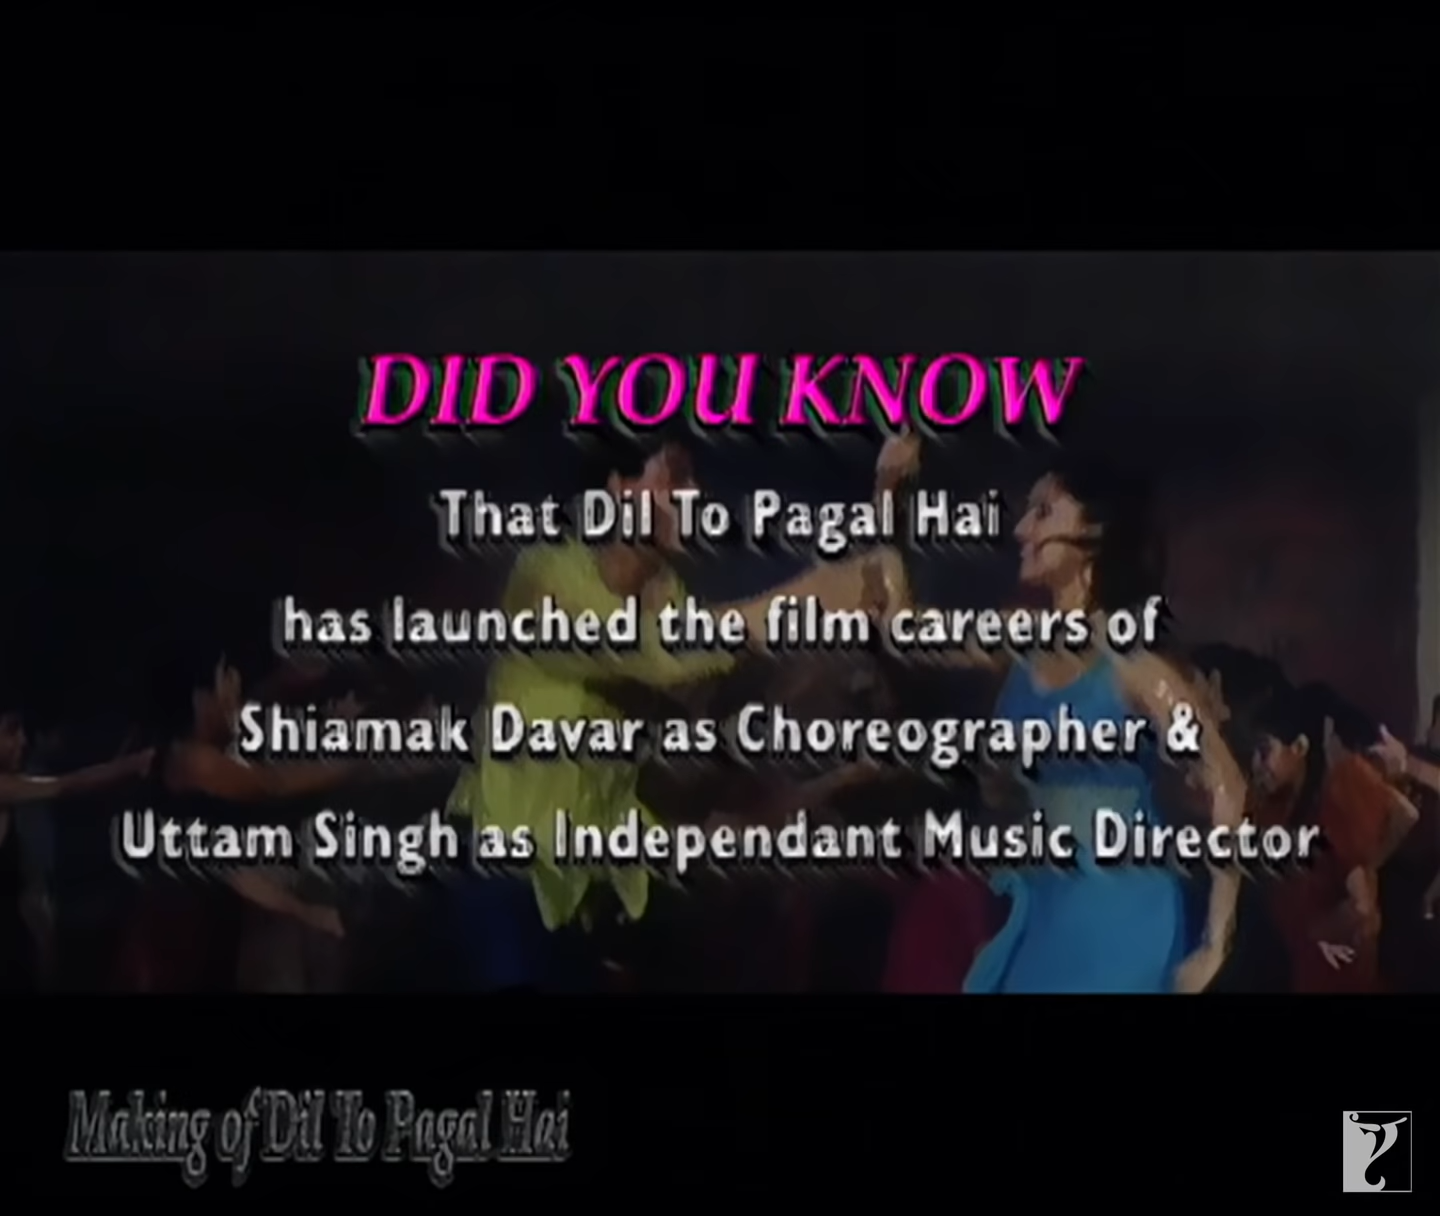 DID YOU KNOW
That Dil To Pagal Hai
has launched the film careers of
Shiamak Davar as Choreographer &
Uttam Singh as Independant Music Director
Making of Dil To Pagal Hai